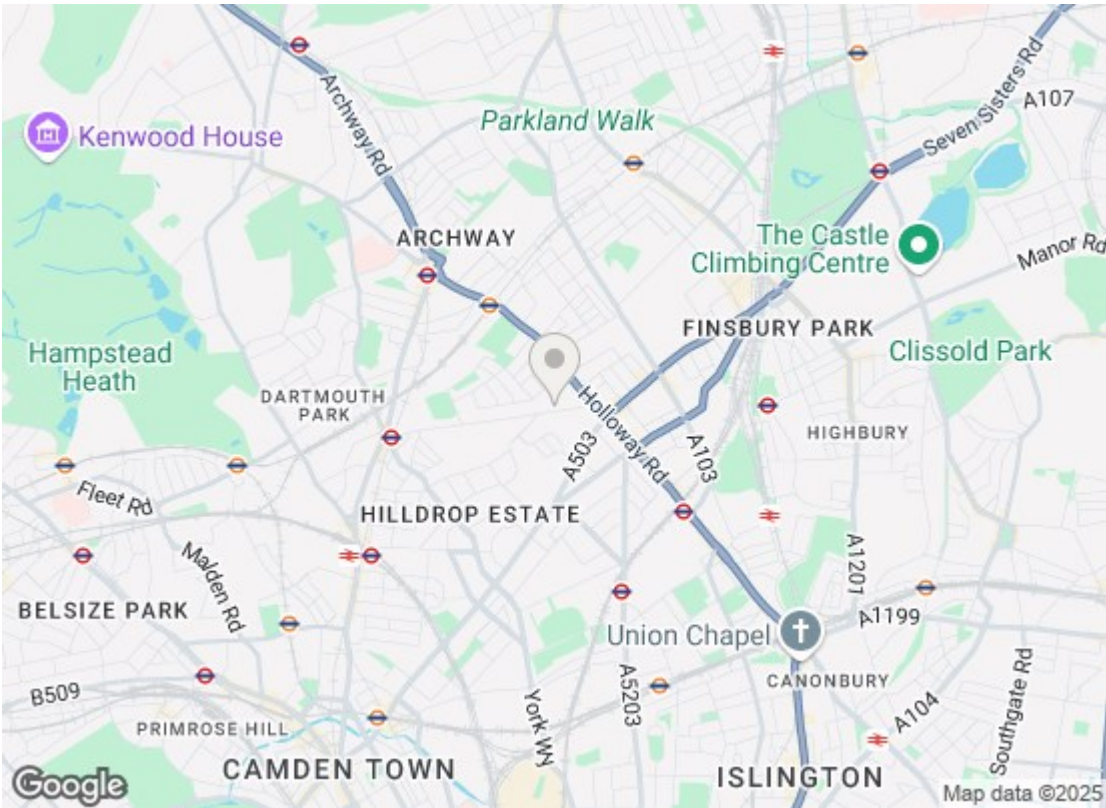 Archway Rd
Parkland Walk
Seven Sisters Rd
A107
Kenwood House
ARCHWAY
The Castle
Climbing Centre
Manor Rd
FINSBURY PARK
Clissold Park
Hampstead
Heath
DARTMOUTH
PARK
Holloway Rd
A503
A103
HIGHBURY
Fleet Rd
HILLDROP ESTATE
Malden Rd
A1201
A1199
BELSIZE PARK
Union Chapel
CANONBURY
B509
York Wy
A5203
A104
Southgate Rd
PRIMROSE HILL
CAMDEN TOWN
ISLINGTON
Google
Map data ©2025